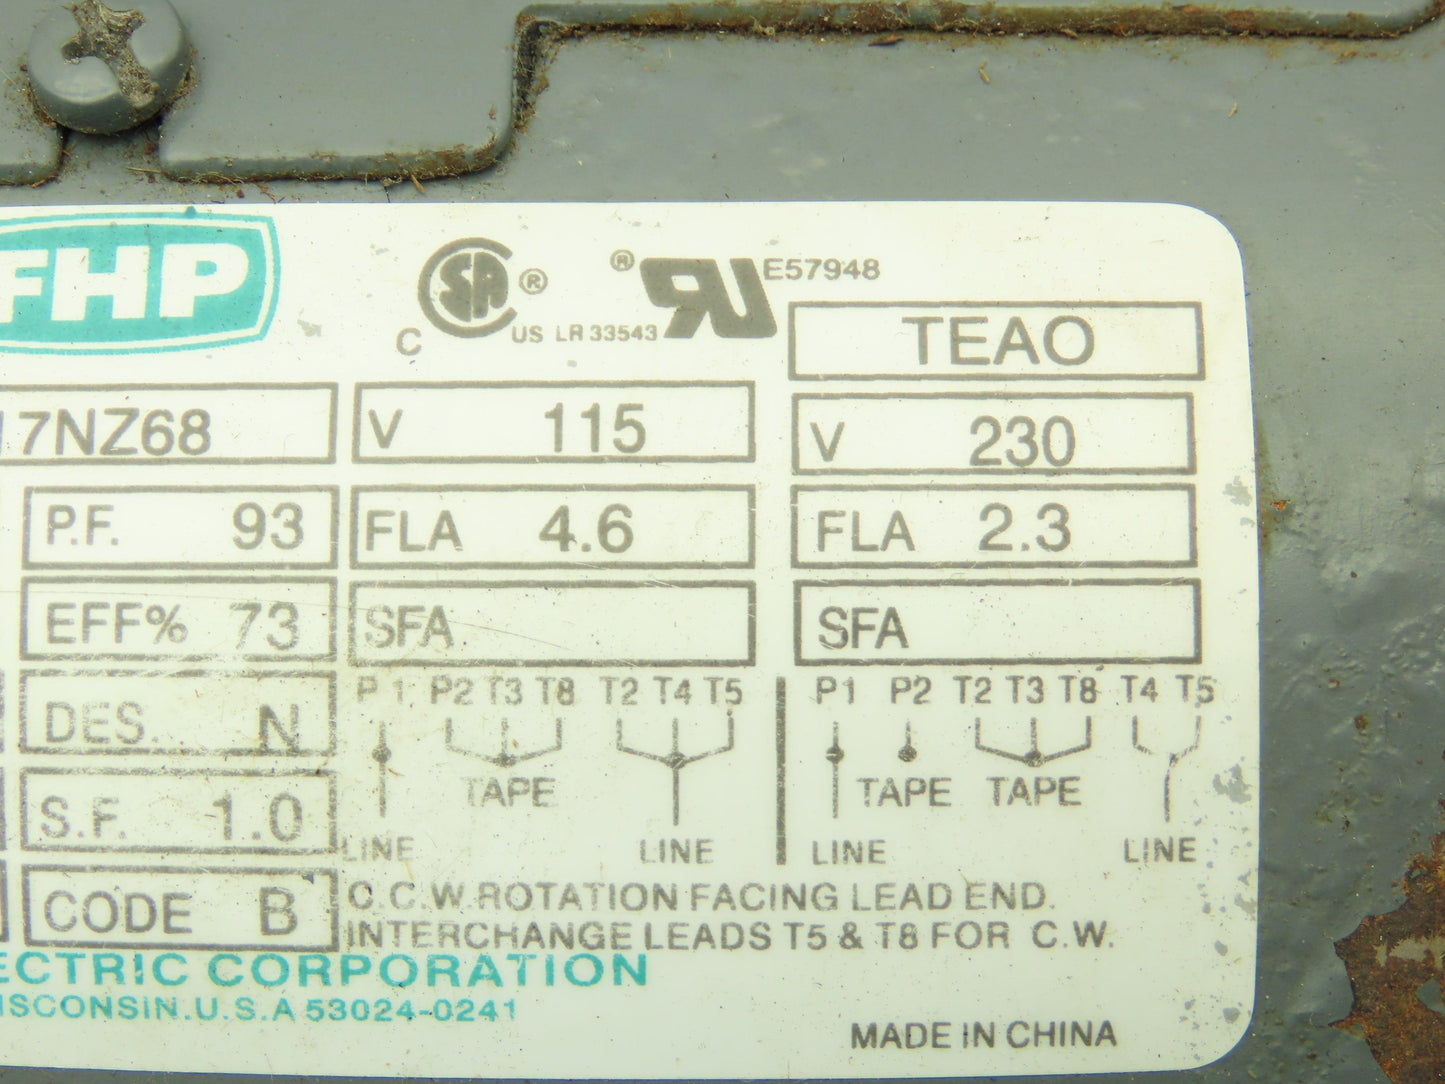 FHP
C
US LR 33543
® E57948
TEAO
17NZ68
V 115
V 230
P.F. 93
FLA 4.6
FLA 2.3
EFF% 73
SFA
SFA
P1 P2 T3 T8 T2 T4 T5
P1 P2 T2 T3 T8 T4 T5
DES. N
TAPE
TAPE TAPE
S.F. 1.0
LINE LINE
LINE LINE
CODE B
C.C.W. ROTATION FACING LEAD END.
INTERCHANGE LEADS T5 & T8 FOR C.W.
ECTRIC CORPORATION
ISCONSIN. U.S.A 53024-0241
MADE IN CHINA